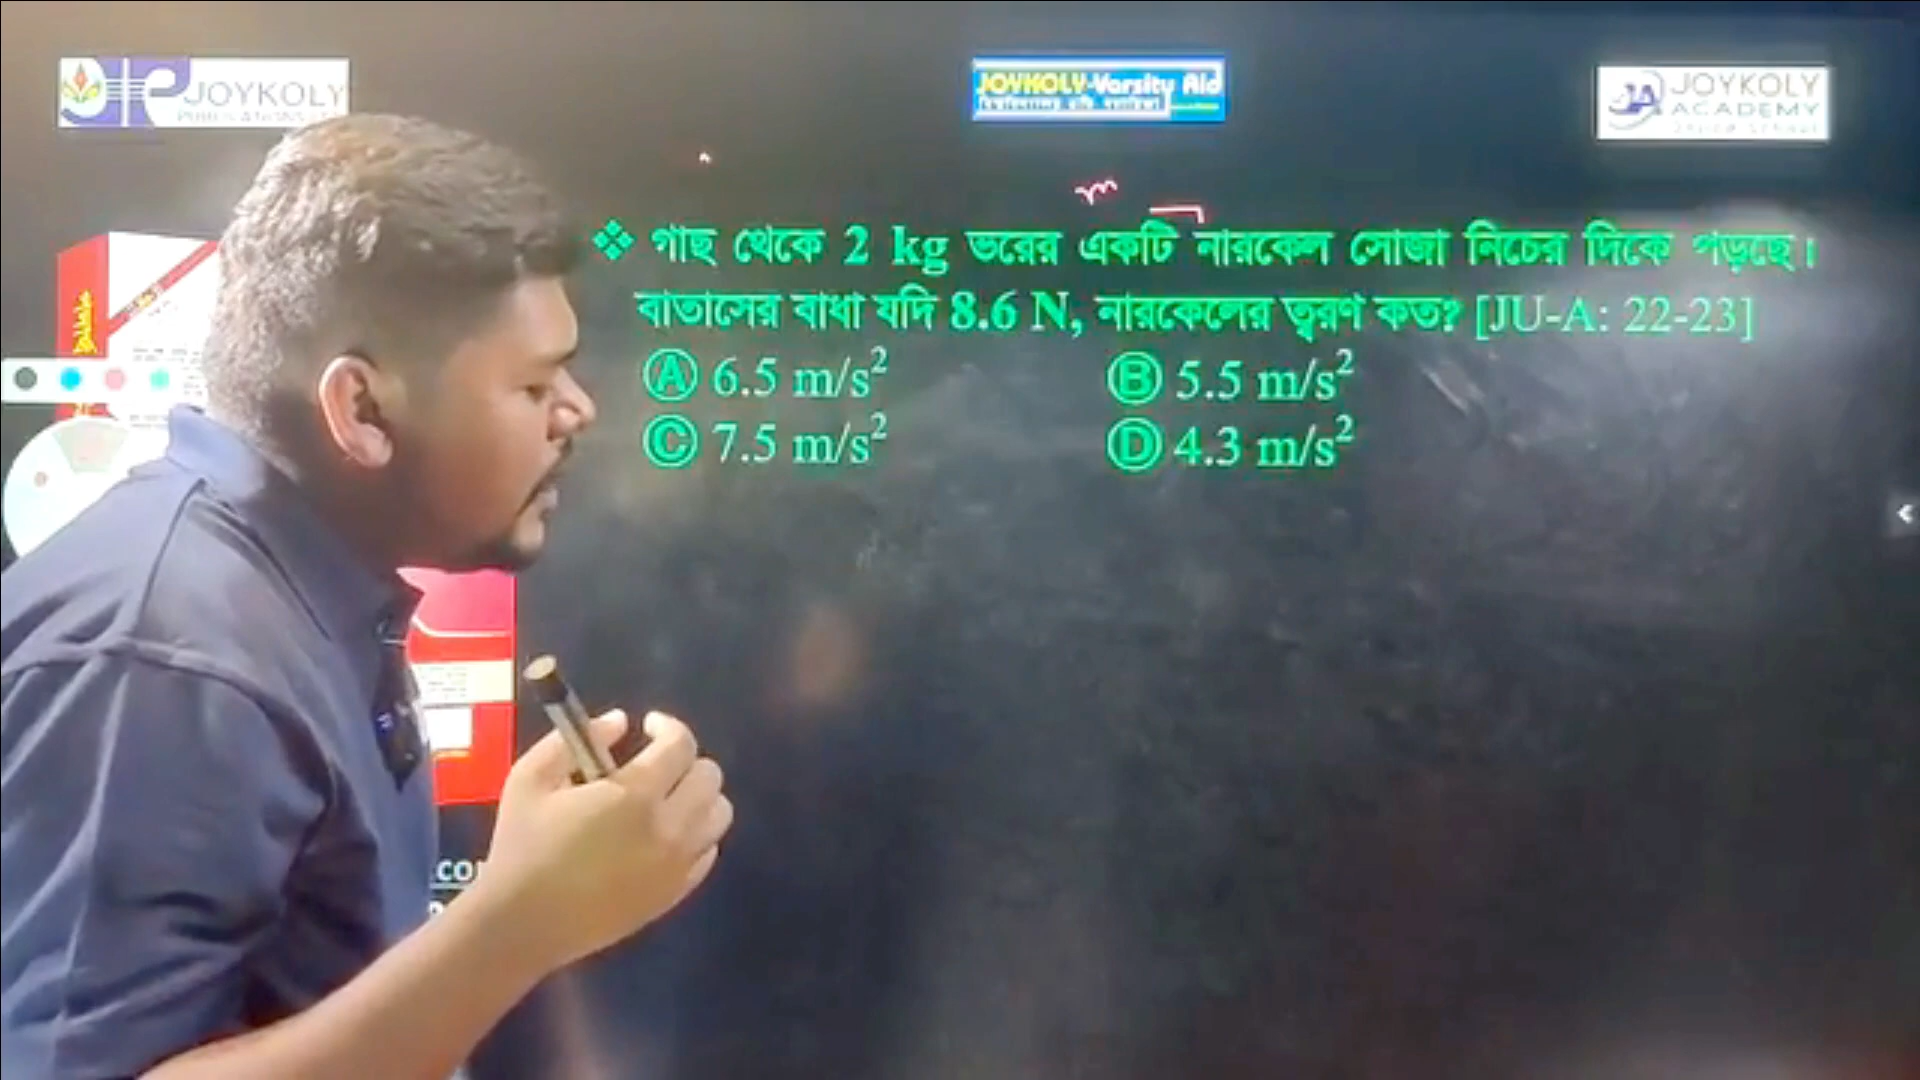 JOYKOLY
JOYKOLY-Varsity Aid
JOYKOLY
ACADEMY
❖ গাছ থেকে 2 kg ভরের একটি নারকেল সোজা নিচের দিকে পড়ছে।
বাতাসের বাধা যদি 8.6 N, নারকেলের ত্বরণ কত? [JU-A: 22-23]
Ⓐ 6.5 m/s² Ⓑ 5.5 m/s²
Ⓒ 7.5 m/s² Ⓓ 4.3 m/s²